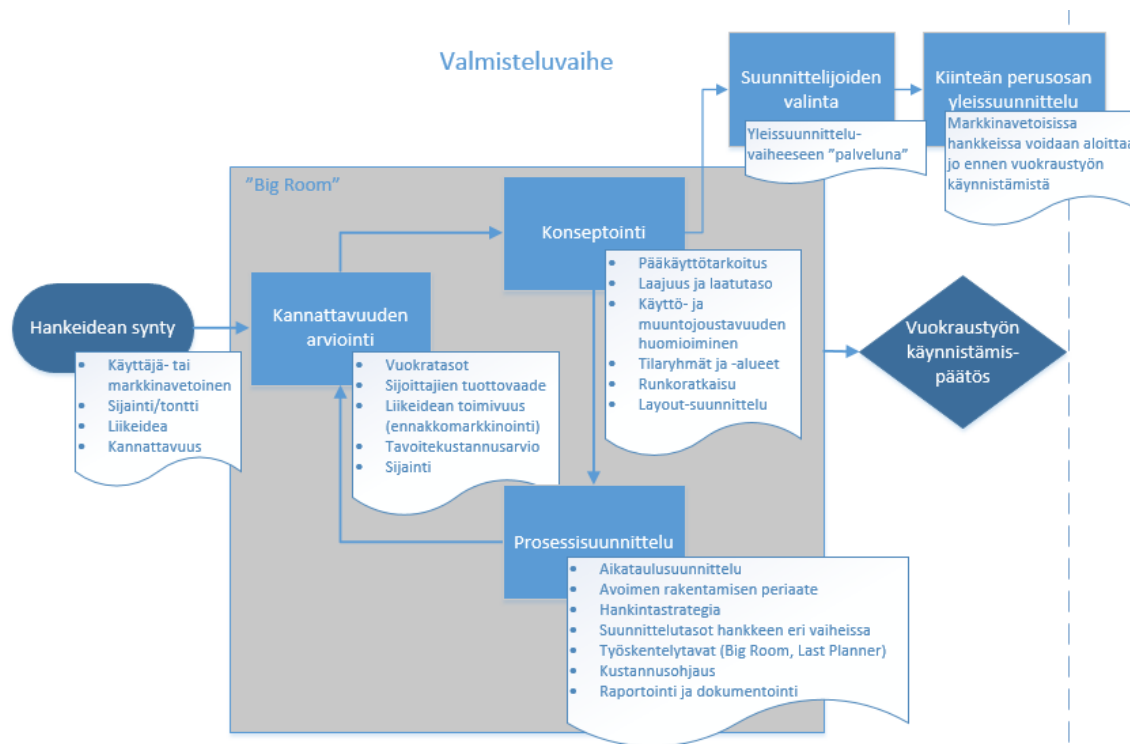 Valmisteluvaihe
Suunnittelijoiden
valinta
Yleissuunnittelu-
vaiheeseen ”palveluna”
Kiinteän perusosan
yleissuunnittelu
Markkinavetoisissa
hankkeissa voidaan aloittaa
jo ennen vuokraustyön
käynnistämistä
”Big Room”
Konseptointi
• Pääkäyttötarkoitus
• Laajuus ja laatutaso
• Käyttö- ja
muuntojoustavuuden
huomioiminen
• Tilaryhmät ja -alueet
• Runkoratkaisu
• Layout-suunnittelu
Hankeidean synty
• Käyttäjä- tai
markkinavetoinen
• Sijainti/tontti
• Liikeidea
• Kannattavuus
Kannattavuuden
arviointi
• Vuokratasot
• Sijoittajien tuottovaade
• Liikeidean toimivuus
(ennakkomarkkinointi)
• Tavoitekustannusarvio
• Sijainti
Vuokraustyön
käynnistämis-
päätös
Prosessisuunnittelu
• Aikataulusuunnittelu
• Avoimen rakentamisen periaate
• Hankintastrategia
• Suunnittelutasot hankkeen eri vaiheissa
• Työskentelytavat (Big Room, Last Planner)
• Kustannusohjaus
• Raportointi ja dokumentointi